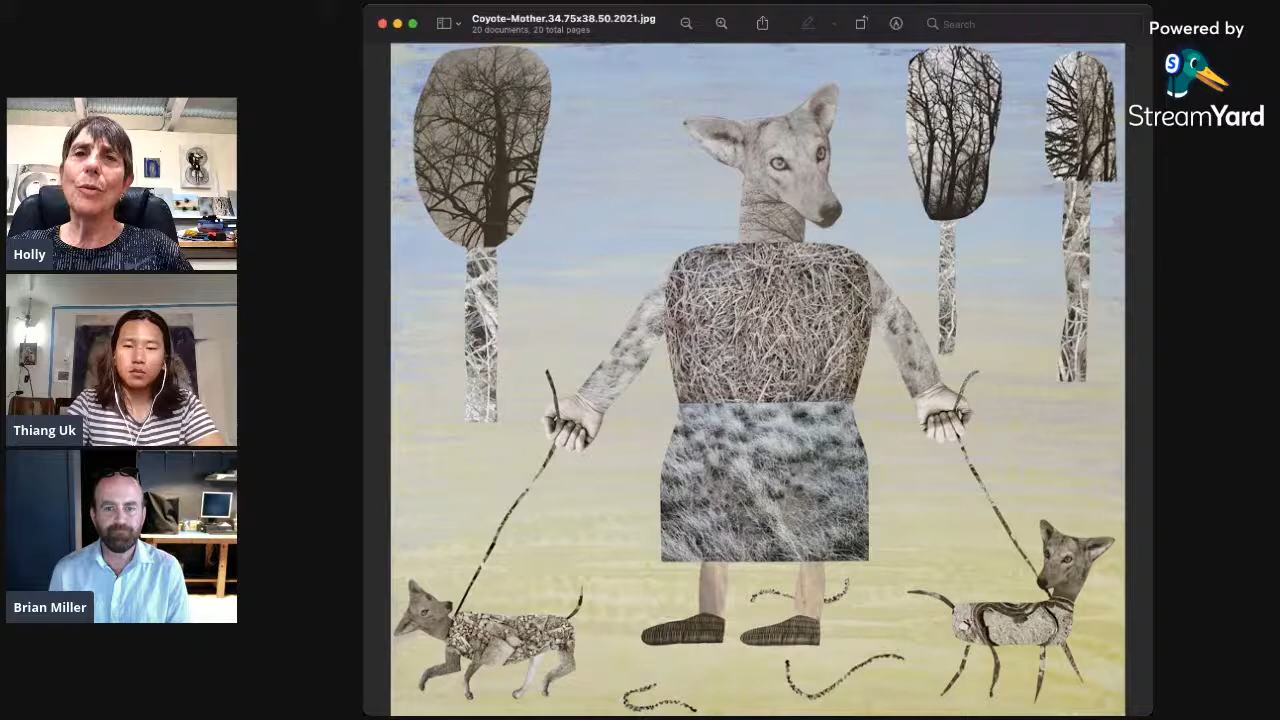 Coyote-Mother.34.75x38.50.2021.jpg
20 documents, 20 total pages
Search
Powered by
S
StreamYard
Holly
Thiang Uk
Brian Miller